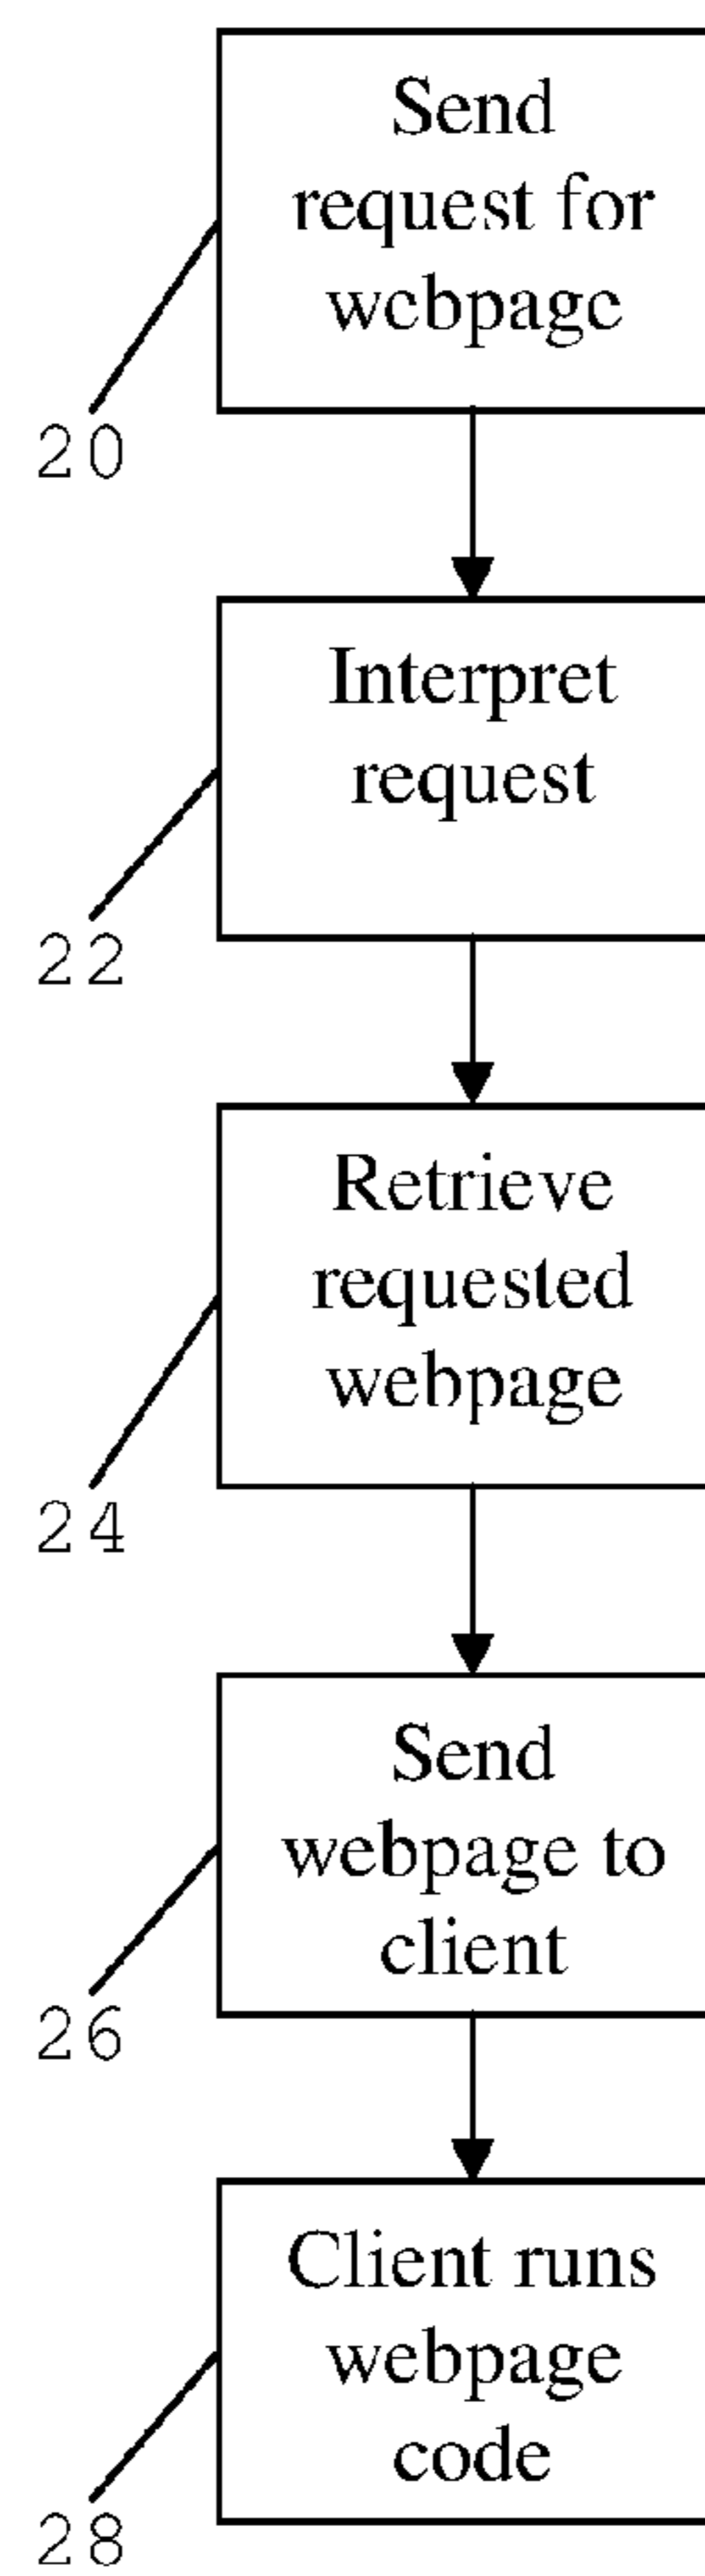 Send
request for
webpage
20
Interpret
request
22
Retrieve
requested
webpage
24
Send
webpage to
client
26
Client runs
webpage
code
28